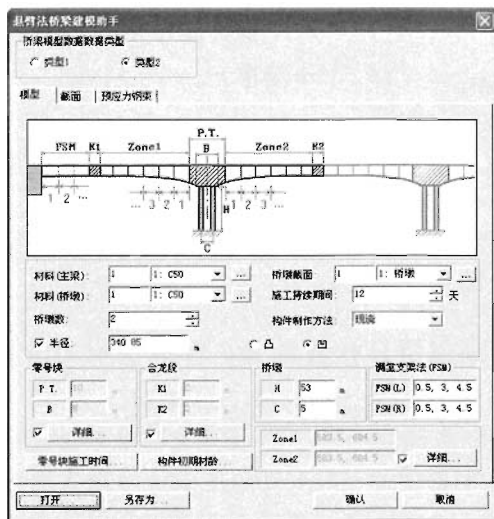 悬臂法桥梁建模助手
桥梁模型数据数据类型
类型1 类型2
模型 截面 预应力钢束
P.T.
FSM K1 Zone1 B Zone2 K2
1 2 ... ... 3 2 1 H 1 2 3 ...
C
材料(主梁): 1 1: C50 ... 桥墩截面: 1 1: 桥墩 ...
材料(桥墩): 1 1: C50 ... 施工持续期间: 12 天
桥墩数: 2 构件制作方法: 现浇
半径: 340.85 m 凸 凹
零号块 合龙段 桥墩 满堂支架法(FSM)
P.T. K1 H 53 m FSM(L) 0.5, 3, 4.5
B K2 C 5 m FSM(R) 0.5, 3, 4.5
详细... 详细... Zone1
零号块施工时间... 构件初期材龄... Zone2 详细...
打开 另存为... 确认 取消